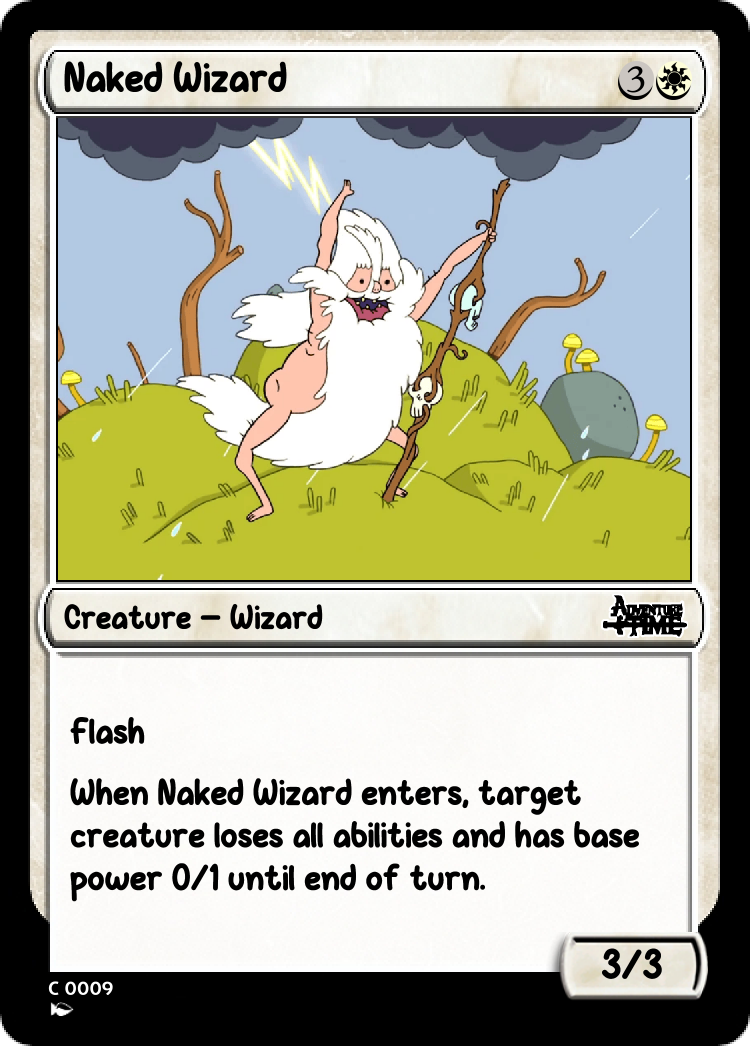 Naked Wizard 3
Creature – Wizard ADVENTURE TIME
Flash
When Naked Wizard enters, target
creature loses all abilities and has base
power 0/1 until end of turn.
3/3
C 0009